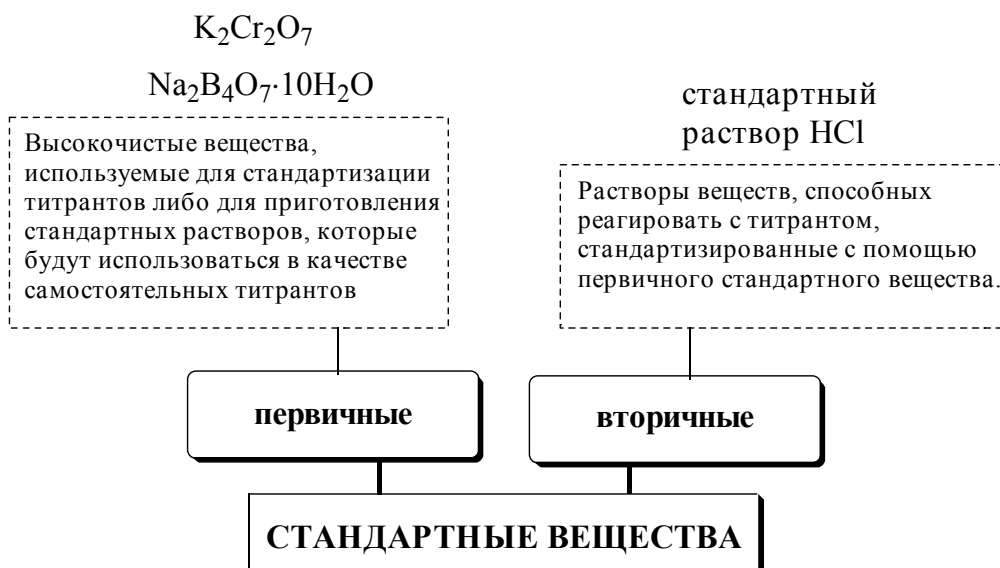 K₂Cr₂O₇
Na₂B₄O₇·10H₂O
Высокочистые вещества,
используемые для стандартизации
титрантов либо для приготовления
стандартных растворов, которые
будут использоваться в качестве
самостоятельных титрантов
стандартный
раствор HCl
Растворы веществ, способных
реагировать с титрантом,
стандартизированные с помощью
первичного стандартного вещества.
первичные
вторичные
СТАНДАРТНЫЕ ВЕЩЕСТВА